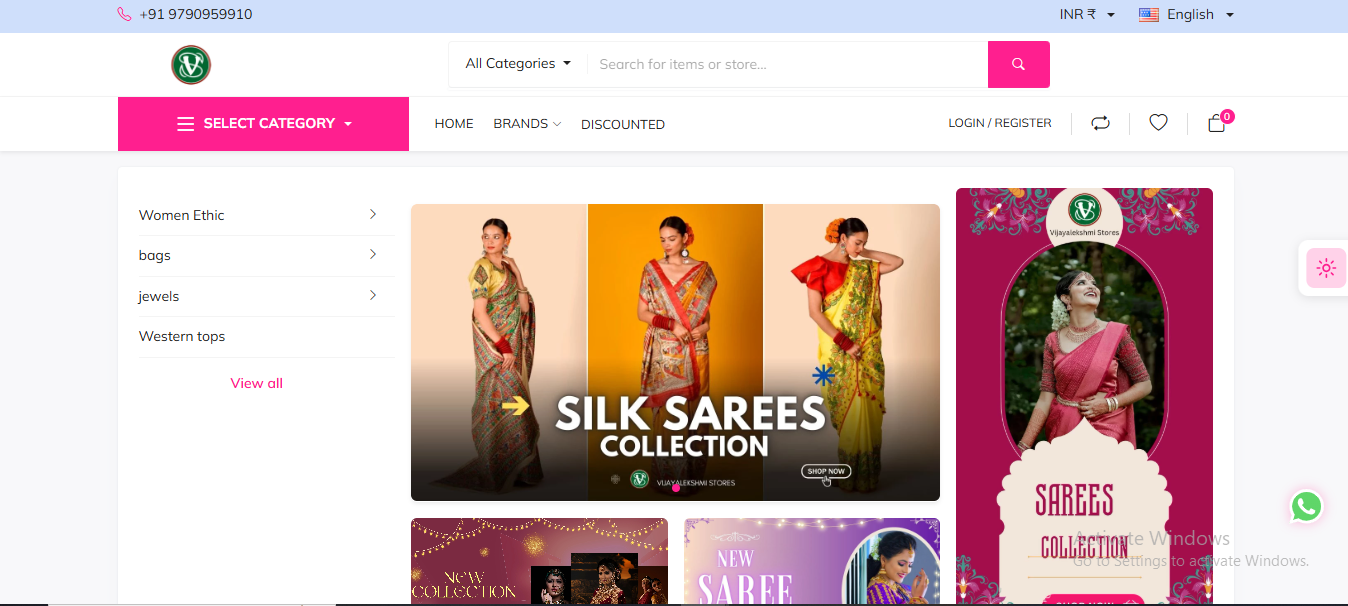 +91 9790959910
INR ₹
English
All Categories
Search for items or store...
SELECT CATEGORY
HOME
BRANDS
DISCOUNTED
LOGIN / REGISTER
0
Women Ethic
bags
jewels
Western tops
View all
SILK SAREES
COLLECTION
SHOP NOW
VIJAYALEKSHMI STORES
NEW
COLLECTION
NEW
SAREE
Vijayalekshmi Stores
SAREES
COLLECTION
SHOP NOW
Activate Windows
Go to Settings to activate Windows.